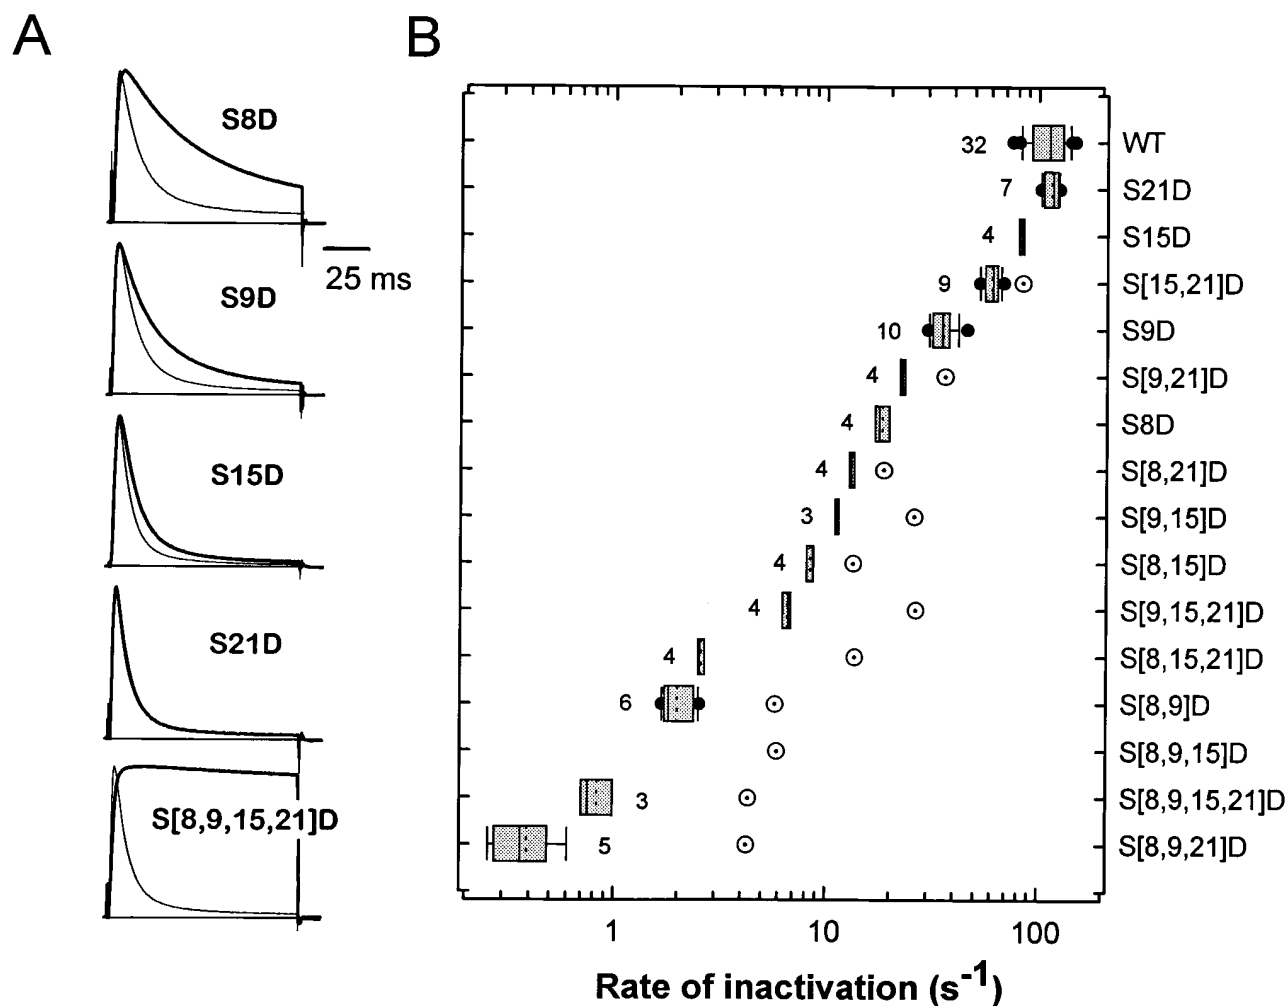 A
B
S8D
25 ms
S9D
S15D
S21D
S[8,9,15,21]D
32 WT
7 S21D
4 S15D
9 S[15,21]D
10 S9D
4 S[9,21]D
4 S8D
4 S[8,21]D
3 S[9,15]D
4 S[8,15]D
4 S[9,15,21]D
4 S[8,15,21]D
6 S[8,9]D
S[8,9,15]D
3 S[8,9,15,21]D
5 S[8,9,21]D
1 10 100
Rate of inactivation (s⁻¹)